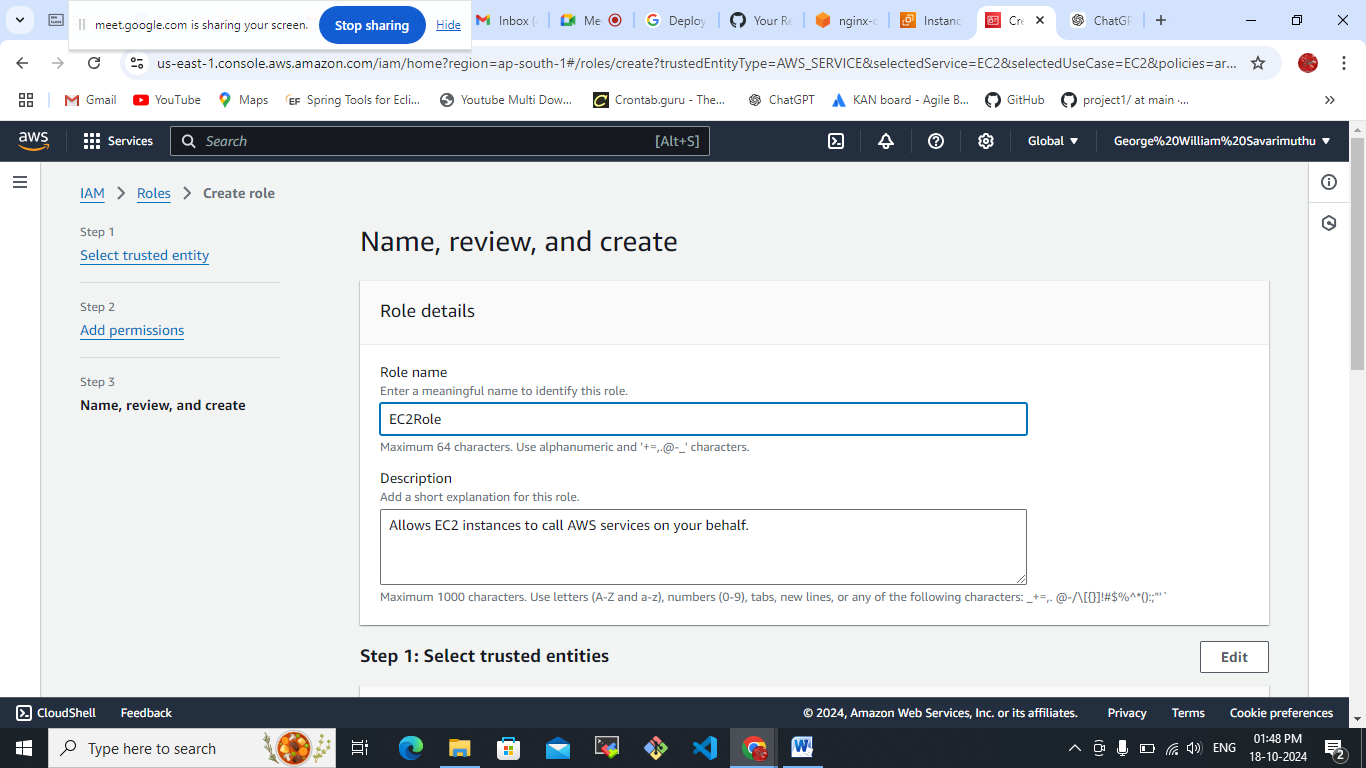 meet.google.com is sharing your screen.
Stop sharing
Hide
Inbox (
Me
Deploy
Your Re
nginx-c
Instanc
Cre
ChatGP
us-east-1.console.aws.amazon.com/iam/home?region=ap-south-1#/roles/create?trustedEntityType=AWS_SERVICE&selectedService=EC2&selectedUseCase=EC2&policies=ar...
Gmail
YouTube
Maps
Spring Tools for Ecli...
Youtube Multi Dow...
Crontab.guru - The...
ChatGPT
KAN board - Agile B...
GitHub
project1/ at main ·...
aws
Services
Search
[Alt+S]
Global
George%20William%20Savarimuthu
IAM
Roles
Create role
Step 1
Select trusted entity
Step 2
Add permissions
Step 3
Name, review, and create
Name, review, and create
Role details
Role name
Enter a meaningful name to identify this role.
EC2Role
Maximum 64 characters. Use alphanumeric and '+=,.@-_' characters.
Description
Add a short explanation for this role.
Allows EC2 instances to call AWS services on your behalf.
Maximum 1000 characters. Use letters (A-Z and a-z), numbers (0-9), tabs, new lines, or any of the following characters: _+=,. @-/\[{}]!#$%^*();:"'`
Step 1: Select trusted entities
Edit
CloudShell
Feedback
© 2024, Amazon Web Services, Inc. or its affiliates.
Privacy
Terms
Cookie preferences
Type here to search
ENG
01:48 PM
18-10-2024
2